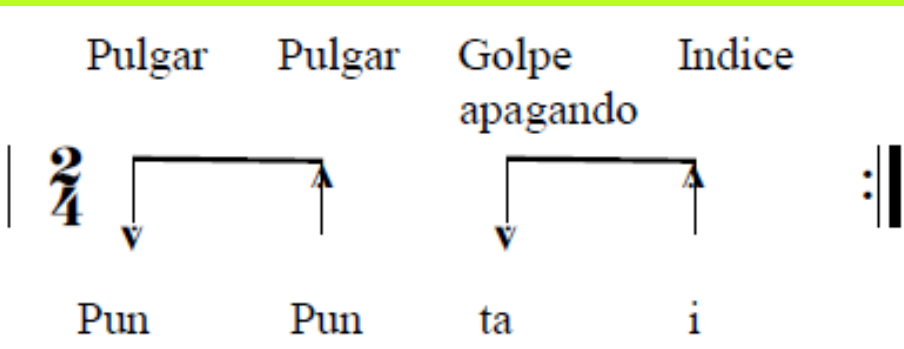 Pulgar Pulgar Golpe Indice
apagando
2
4
Pun Pun ta i